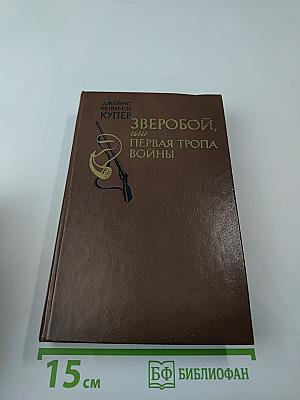 ДЖЕЙМС
ФЕНИМОР
КУПЕР
ЗВЕРОБОЙ,
или
ПЕРВАЯ ТРОПА
ВОЙНЫ
15 см
БФ БИБЛИОФАН